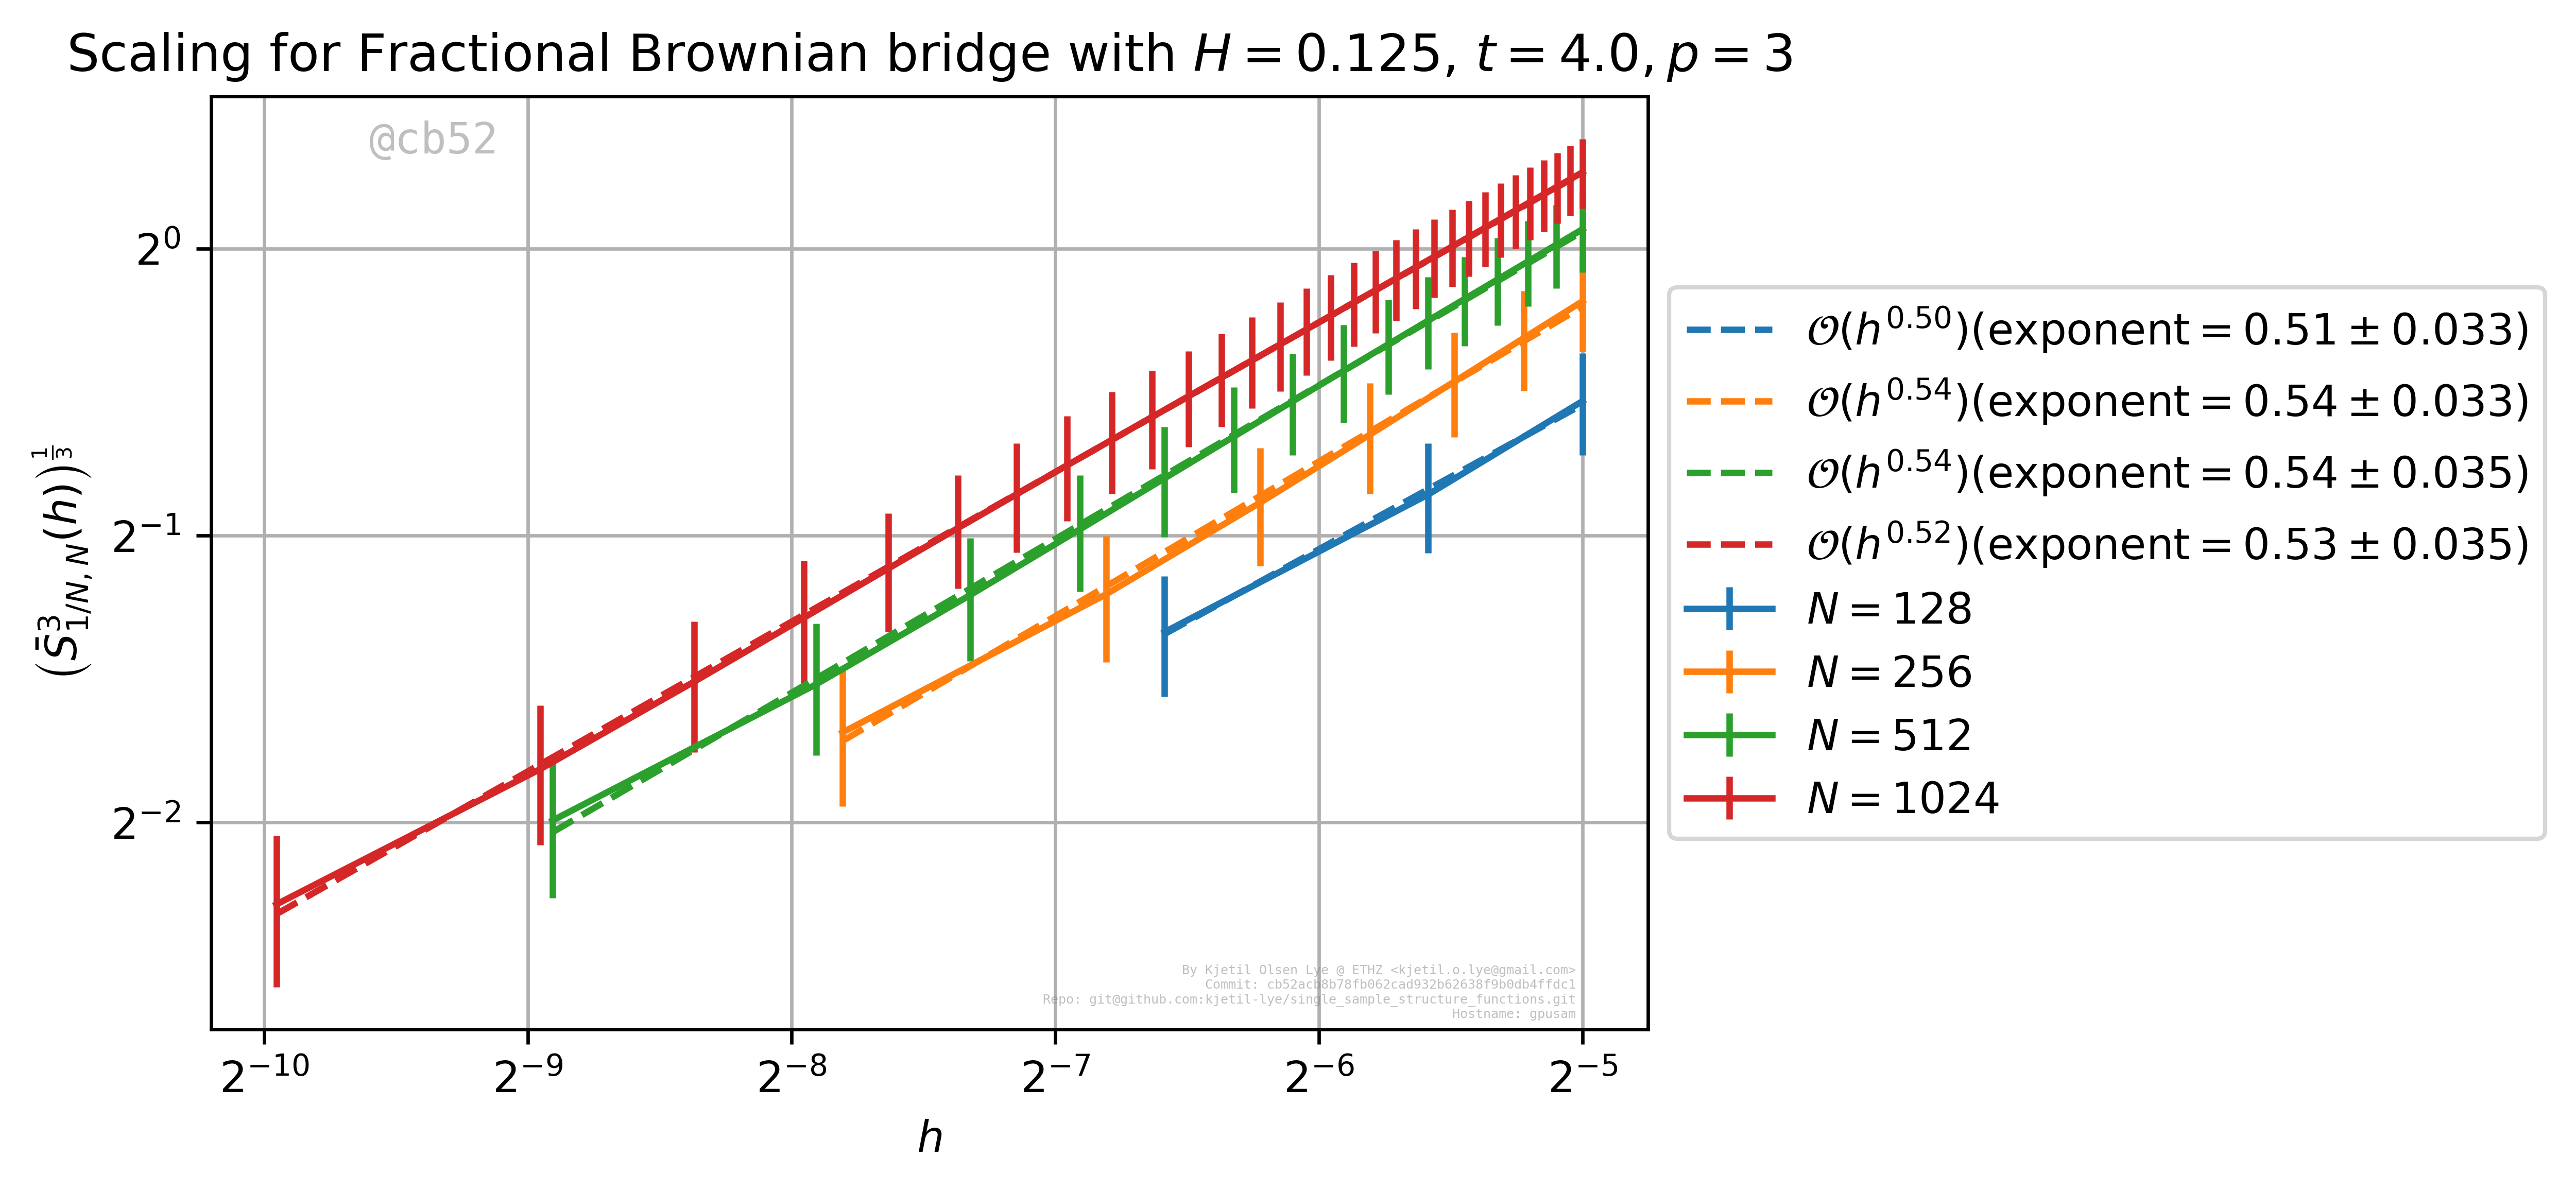 Scaling for Fractional Brownian bridge with H = 0.125, t = 4.0, p = 3
@cb52
2^0
2^{-1}
2^{-2}
(S̄^3_{1/N, N}(h))^{1/3}
2^{-10}
2^{-9}
2^{-8}
2^{-7}
2^{-6}
2^{-5}
h
By Kjetil Olsen Lye @ ETHZ <kjetil.o.lye@gmail.com>
Commit: cb52acb8b78fb062cad932b62638f9b0db4ffdc1
Repo: git@github.com:kjetil-lye/single_sample_structure_functions.git
Hostname: gpusam
𝒪(h^{0.50})(exponent = 0.51 ± 0.033)
𝒪(h^{0.54})(exponent = 0.54 ± 0.033)
𝒪(h^{0.54})(exponent = 0.54 ± 0.035)
𝒪(h^{0.52})(exponent = 0.53 ± 0.035)
N = 128
N = 256
N = 512
N = 1024